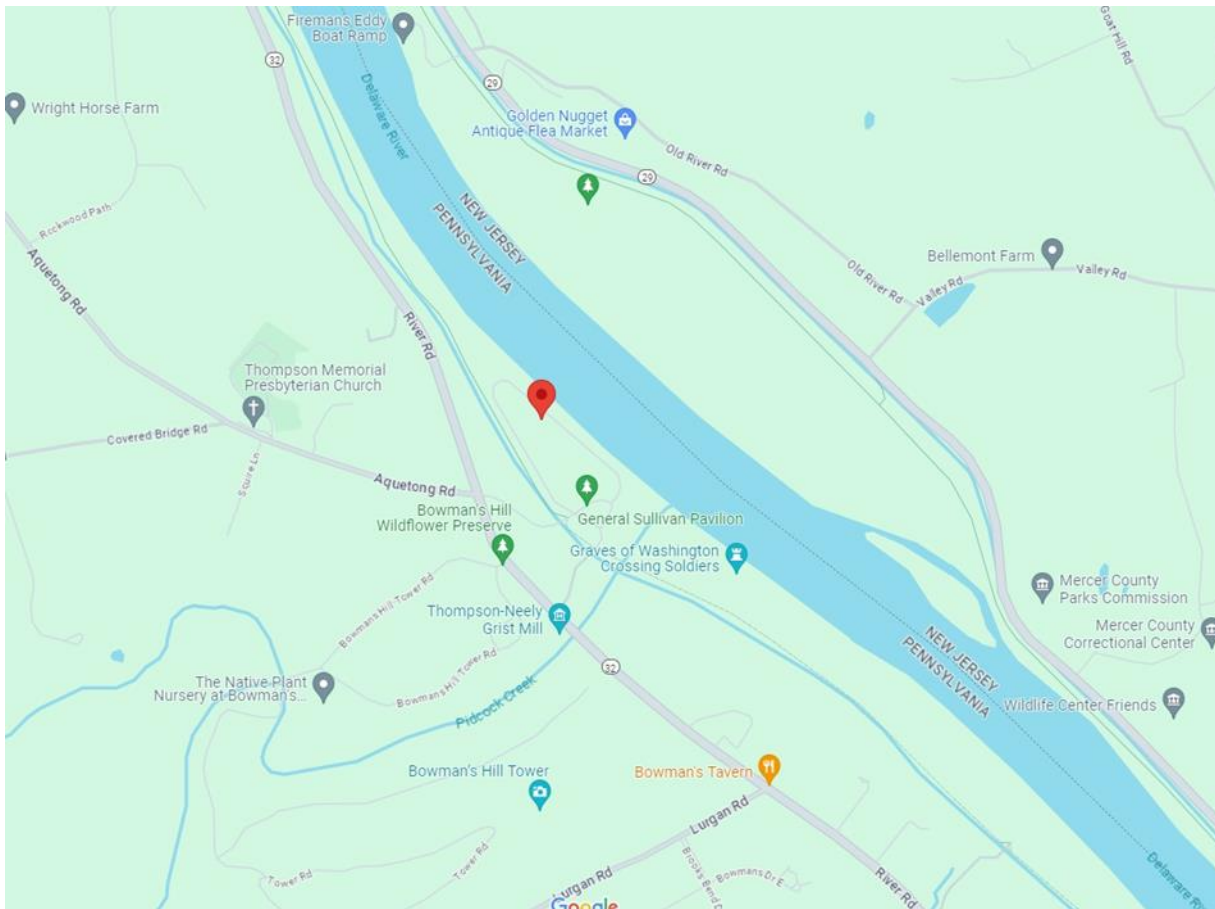 Firemans Eddy
Boat Ramp
32
29
Goat Hill Rd
Wright Horse Farm
Delaware River
Golden Nugget
Antique Flea Market
Old River Rd
29
NEW JERSEY
PENNSYLVANIA
Rockwood Path
Aquetong Rd
Bellemont Farm
Valley Rd
Old River Rd
Valley Rd
River Rd
Thompson Memorial
Presbyterian Church
Covered Bridge Rd
Squire Ln
Aquetong Rd
Bowman's Hill
Wildflower Preserve
General Sullivan Pavilion
Graves of Washington
Crossing Soldiers
Bowmans Hill Tower Rd
Thompson-Neely
Grist Mill
Mercer County
Parks Commission
Mercer County
Correctional Center
NEW JERSEY
PENNSYLVANIA
32
The Native Plant
Nursery at Bowman's...
Bowmans Hill Tower Rd
Pidcock Creek
Wildlife Center Friends
Bowman's Hill Tower
Bowman's Tavern
Lurgan Rd
Tower Rd
Tower Rd
Lurgan Rd
Brooks Bend D
Bowmans Dr E
River Rd
Delaware Ri
Google